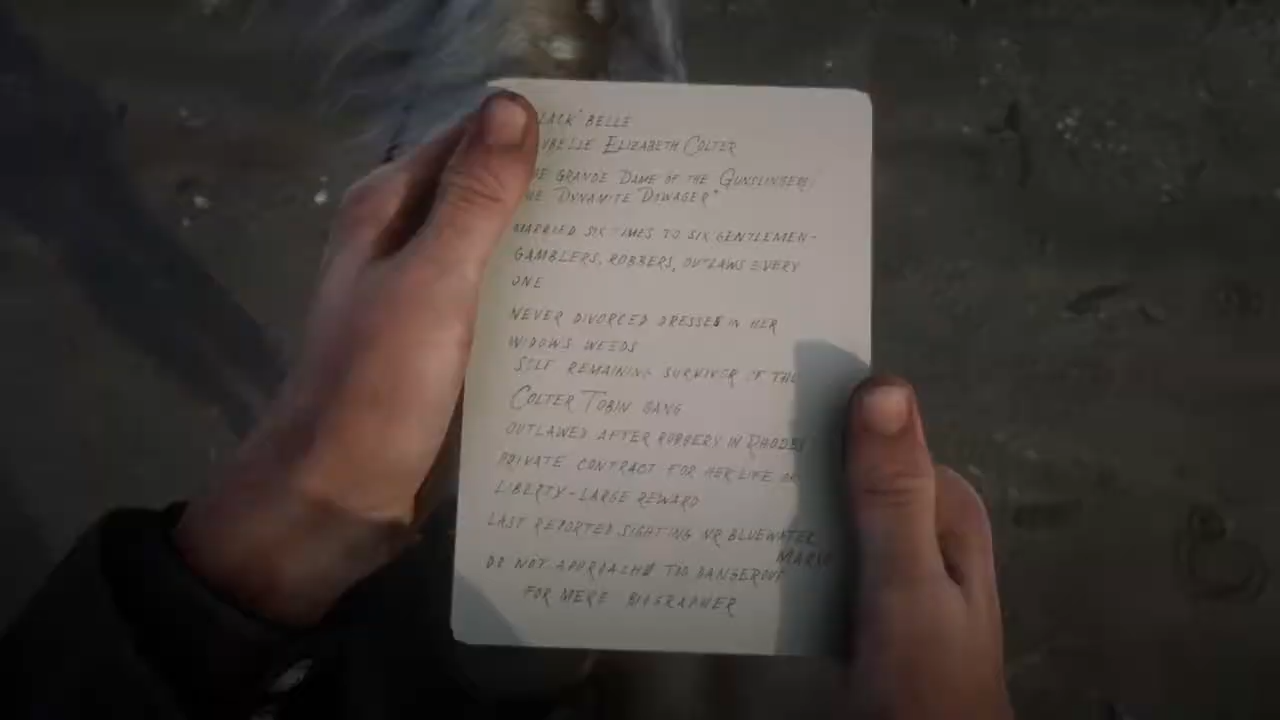 LACK" BELLE
YBELLE ELIZABETH COLTER
GRANDE DAME OF THE GUNSLINGERS,
DYNAMITE DOWAGER"
MARRIED SIX TIMES TO SIX GENTLEMEN-
GAMBLERS, ROBBERS, OUTLAWS EVERY
ONE
NEVER DIVORCED DRESSES IN HER
WIDOWS WEEDS
SOLE REMAINING SURVIVOR OF THE
COLTER TOBIN GANG
OUTLAWED AFTER ROBBERY IN RHODES
PRIVATE CONTRACT FOR HER LIFE OR
LIBERTY - LARGE REWARD
LAST REPORTED SIGHTING NR BLUEWATER
MARSH
DO NOT APPROACH TOO DANGEROUS
FOR MERE BIOGRAPHER